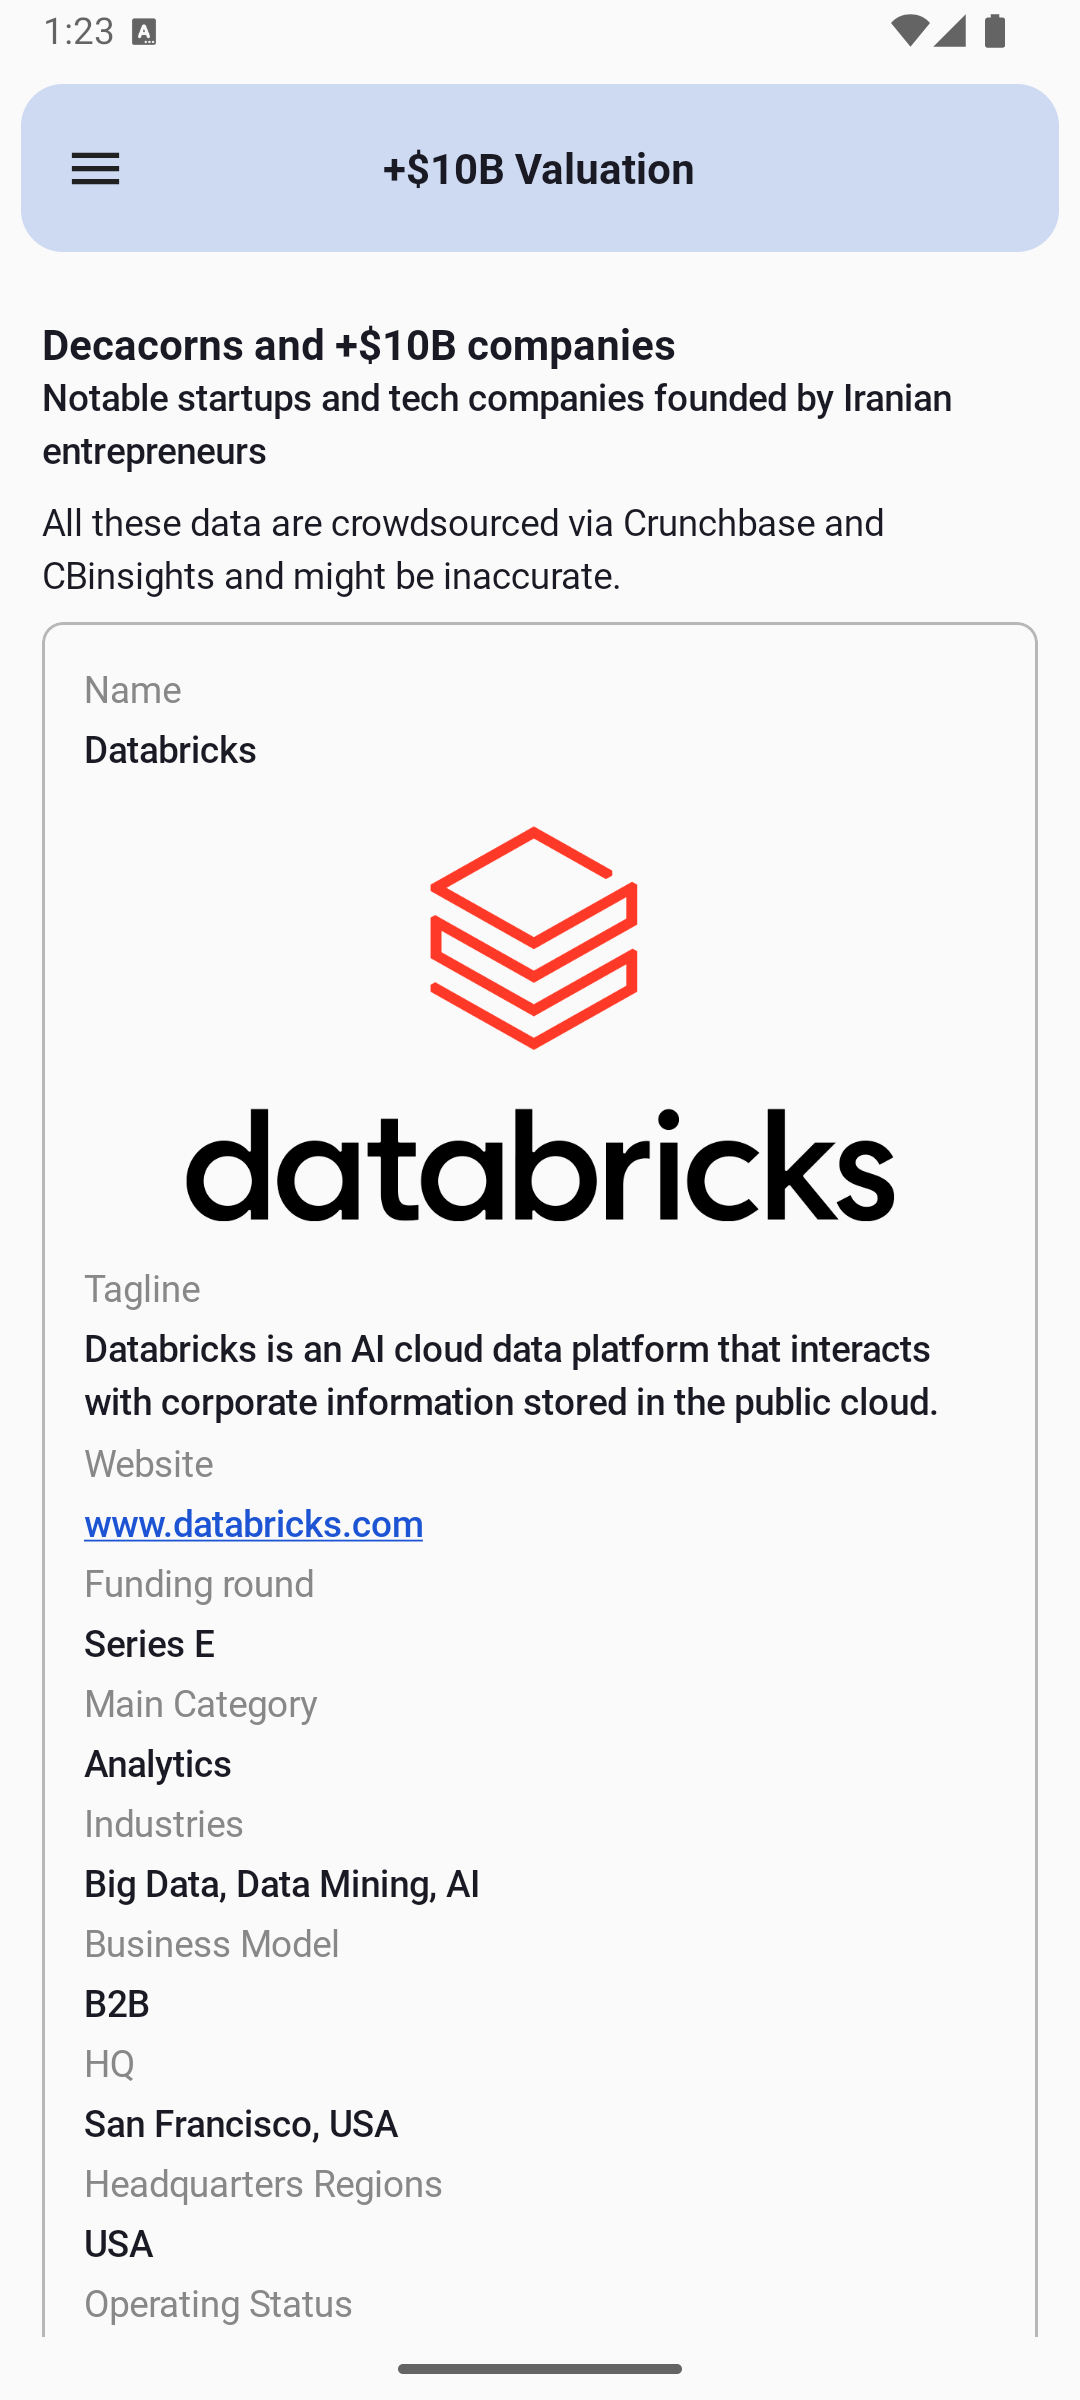 1:23
+$10B Valuation
Decacorns and +$10B companies
Notable startups and tech companies founded by Iranian
entrepreneurs
All these data are crowdsourced via Crunchbase and
CBinsights and might be inaccurate.
Name
Databricks
databricks
Tagline
Databricks is an AI cloud data platform that interacts
with corporate information stored in the public cloud.
Website
www.databricks.com
Funding round
Series E
Main Category
Analytics
Industries
Big Data, Data Mining, AI
Business Model
B2B
HQ
San Francisco, USA
Headquarters Regions
USA
Operating Status